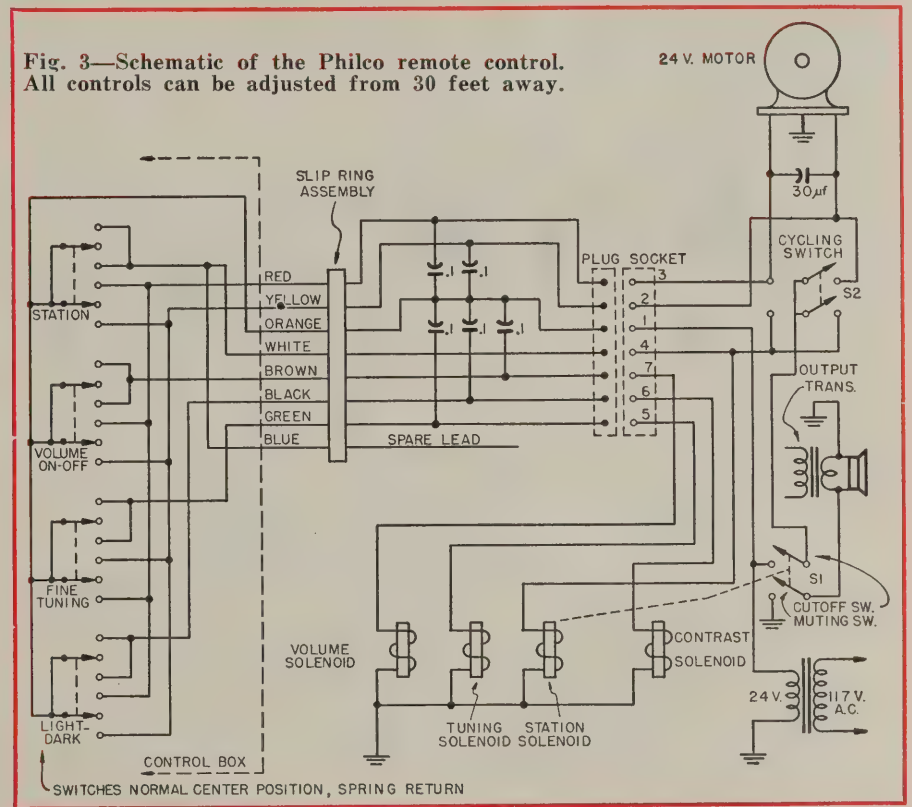 Fig. 3—Schematic of the Philco remote control.
All controls can be adjusted from 30 feet away.
24 V. MOTOR
30µf
SLIP RING
ASSEMBLY
PLUG SOCKET
CYCLING
SWITCH
S2
STATION
RED
YELLOW
ORANGE
WHITE
BROWN
BLACK
GREEN
BLUE
SPARE LEAD
.1
.1
.1
.1
.1
3
2
1
4
7
6
5
OUTPUT
TRANS.
VOLUME
ON-OFF
FINE
TUNING
LIGHT-
DARK
CONTROL BOX
SWITCHES NORMAL CENTER POSITION, SPRING RETURN
VOLUME
SOLENOID
TUNING
SOLENOID
STATION
SOLENOID
CONTRAST
SOLENOID
S1
CUTOFF SW.
MUTING SW.
24 V.
117 V.
A.C.